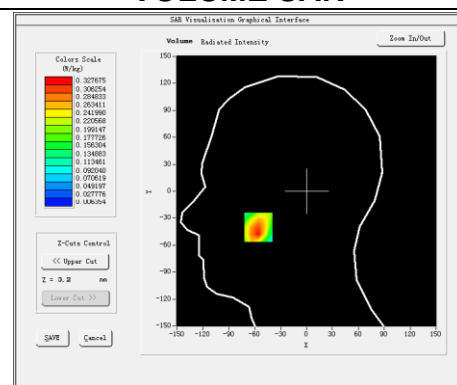 VOLUME SAR
SAR Visualisation Graphical Interface
Volume Radiated Intensity
Zoom In/Out
Colors Scale
(W/kg)
0.327675
0.306254
0.284833
0.263411
0.241990
0.220568
0.199147
0.177726
0.156304
0.134883
0.113461
0.092040
0.070619
0.049197
0.027776
0.006354
Z-Cuts Control
<< Upper Cut
Z = 3.2 mm
Lower Cut >>
SAVE
Cancel
150
120
90
60
30
0
-30
-60
-90
-120
-150
Y
-150 -120 -90 -60 -30 0 30 60 90 120 150
X